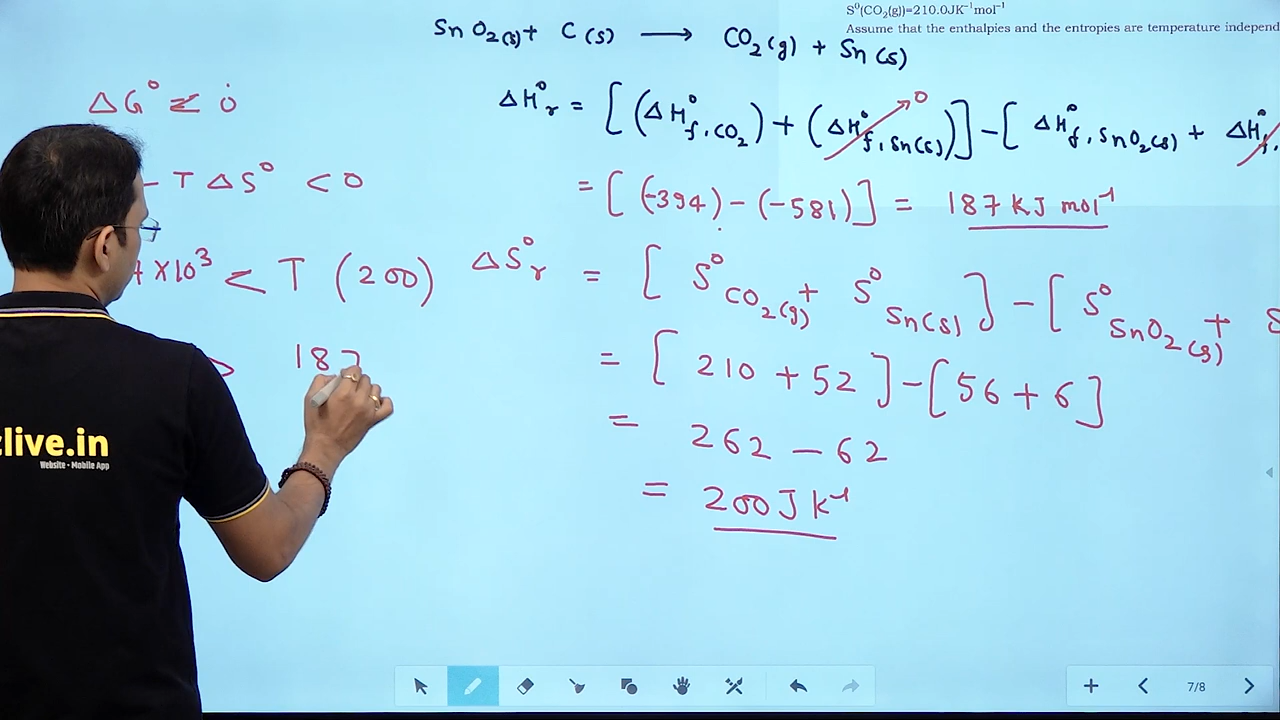 S⁰(CO₂(g))=210.0JK⁻¹mol⁻¹
Assume that the enthalpies and the entropies are temperature
SnO₂(s) + C(s) ⟶ CO₂(g) + Sn(s)
ΔG° < 0
ΔH°r = [(ΔH°f,CO₂) + (ΔH°f,Sn(s))] - [ΔH°f,SnO₂(s) + ΔH°f,
0
- TΔS° < 0
= [(-394) - (-581)] = 187 KJ mol⁻¹
×10³ < T (200)
ΔS°r = [S°CO₂(g) + S°Sn(s)] - [S°SnO₂(s) +
> 187
= [210 + 52] - [56 + 6]
= 262 - 62
= 200 J K⁻¹
live.in
Website • Mobile App
7/8